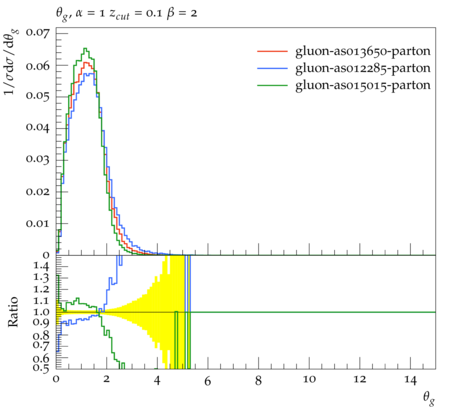 θg, α = 1 zcut = 0.1 β = 2
1/σ dσ/dθg
0.07
0.06
0.05
0.04
0.03
0.02
0.01
0
gluon-as013650-parton
gluon-as012285-parton
gluon-as015015-parton
Ratio
1.4
1.3
1.2
1.1
1.0
0.9
0.8
0.7
0.6
0.5
0 2 4 6 8 10 12 14
θg